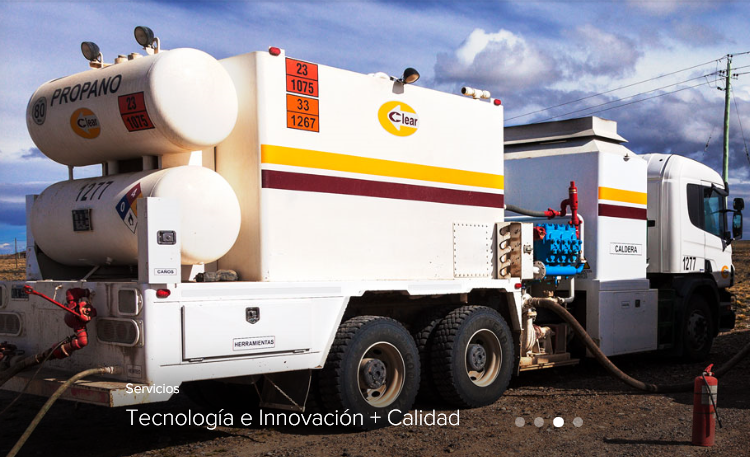 80
PROPANO
Clear
23
1075
1277
CAÑOS
23
1075
33
1267
Clear
HERRAMIENTAS
CALDERA
1277
Servicios
Tecnología e Innovación + Calidad